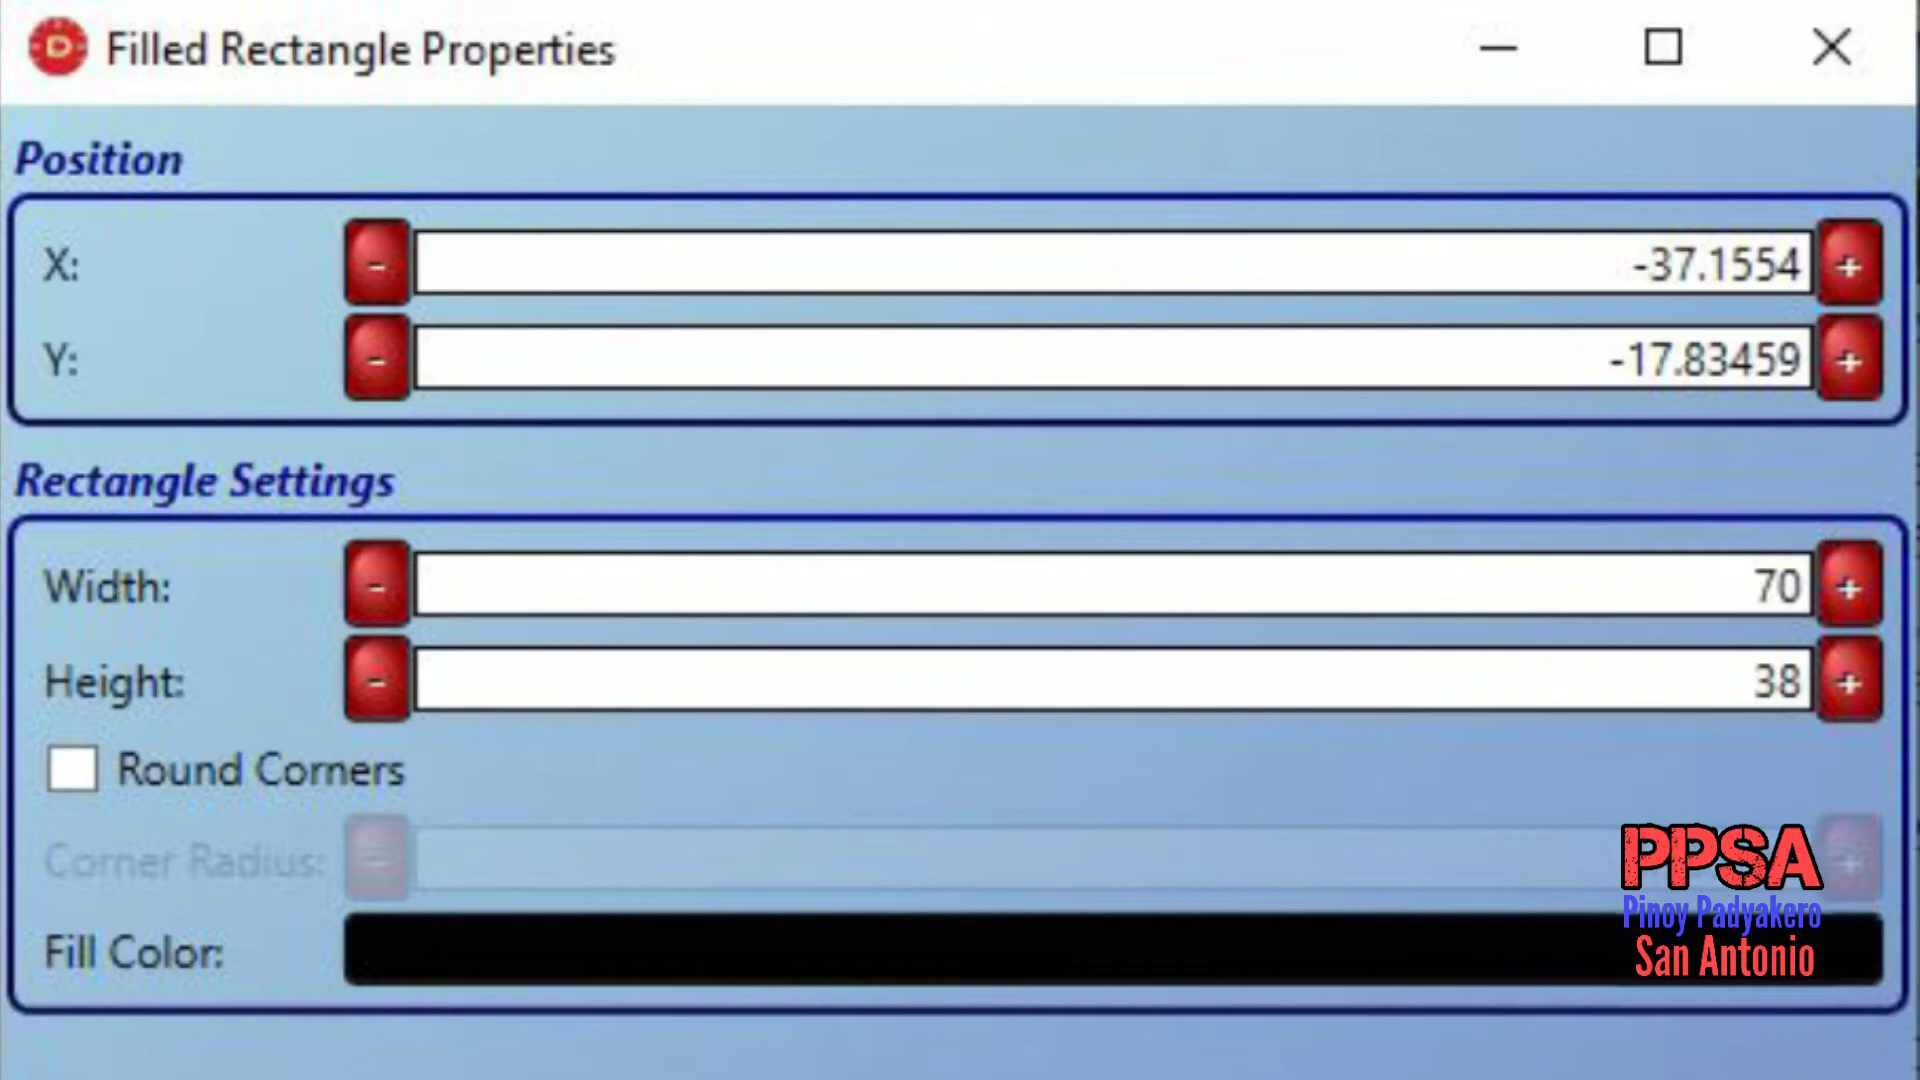 Filled Rectangle Properties
Position
X: - -37.1554 +
Y: - -17.83459 +
Rectangle Settings
Width: - 70 +
Height: - 38 +
Round Corners
Corner Radius: - +
Fill Color:
PPSA
Pinoy Padyakero
San Antonio